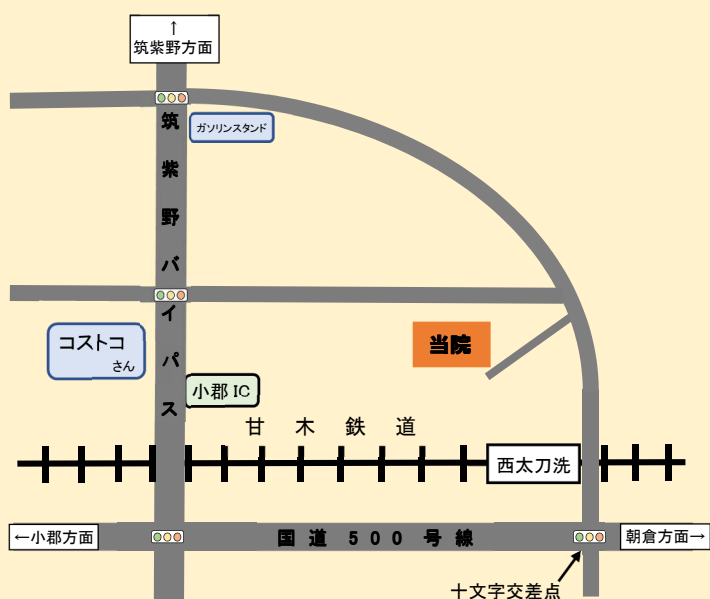 ↑
筑紫野方面
ガソリンスタンド
筑紫野バイパス
コストコ
さん
当院
小郡 IC
甘木鉄道
西太刀洗
←小郡方面
国道500号線
朝倉方面→
十文字交差点